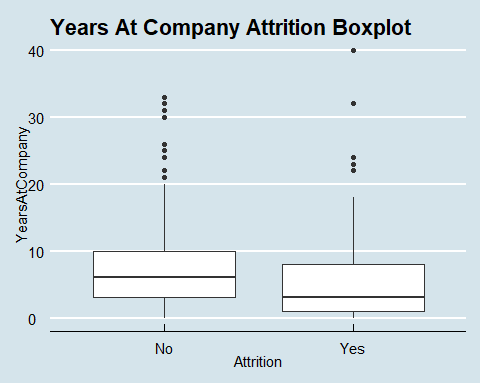 Years At Company Attrition Boxplot
YearsAtCompany
40
30
20
10
0
No Yes
Attrition